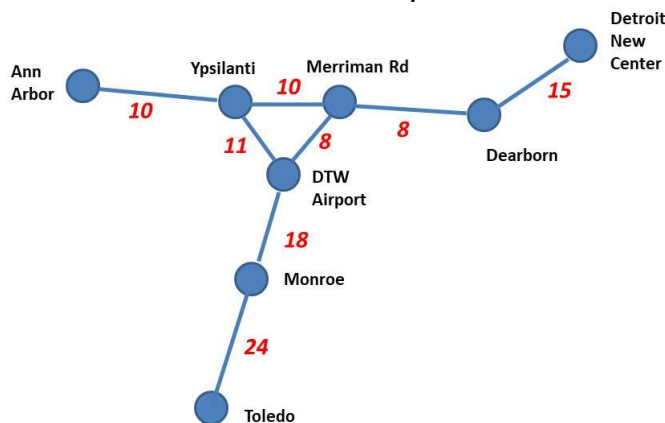 Detroit
New
Center
Ann
Arbor
Ypsilanti
Merriman Rd
10
10
15
11
8
8
Dearborn
DTW
Airport
18
Monroe
24
Toledo